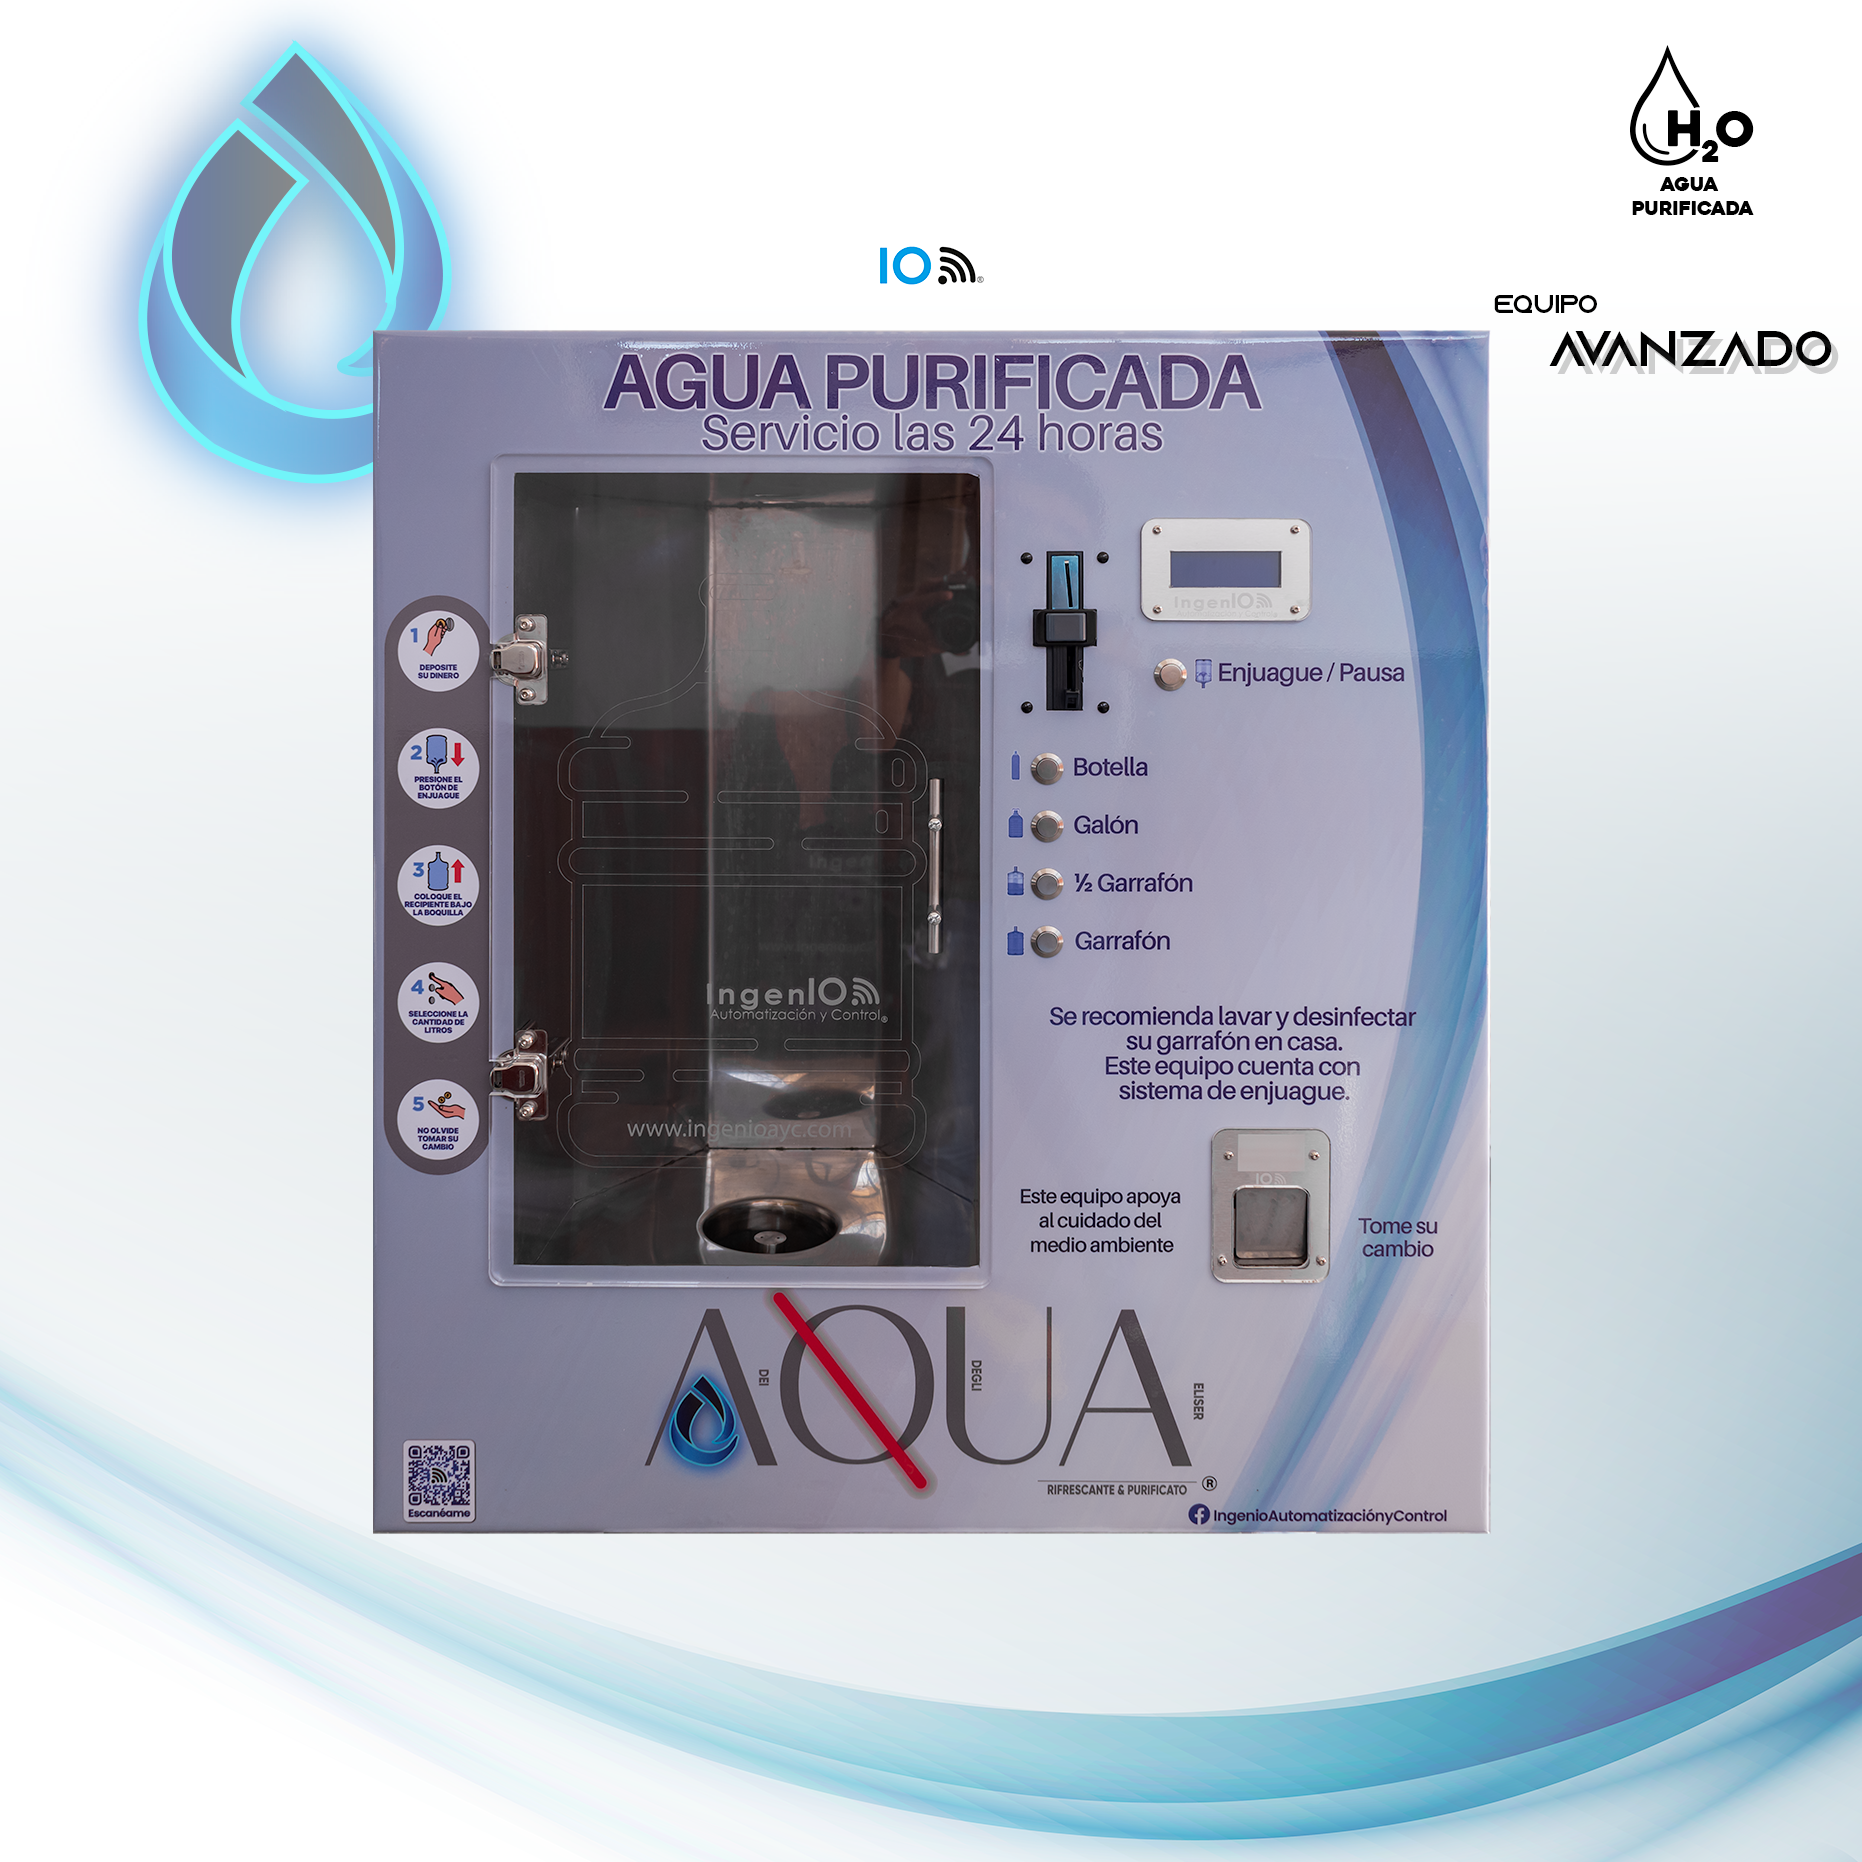 H2O
AGUA
PURIFICADA
IO®
EQUIPO
AVANZADO
AGUA PURIFICADA
Servicio las 24 horas
1
DEPOSITE
SU DINERO
2
PRESIONE EL
BOTÓN DE
ENJUAGUE
3
COLOQUE EL
RECIPIENTE BAJO
LA BOQUILLA
4
SELECCIONE LA
CANTIDAD DE
LITROS
5
NO OLVIDE
TOMAR SU
CAMBIO
IngenIO
Automatización y Control®
www.ingenioayc.com
IngenIO
Enjuague / Pausa
Botella
Galón
½ Garrafón
Garrafón
Se recomienda lavar y desinfectar
su garrafón en casa.
Este equipo cuenta con
sistema de enjuague.
Este equipo apoya
al cuidado del
medio ambiente
IO
Tome su
cambio
AQUA
DEI
DEGLI
ELISER
RIFRESCANTE & PURIFICATO ®
Escanéame
IngenioAutomatizaciónyControl